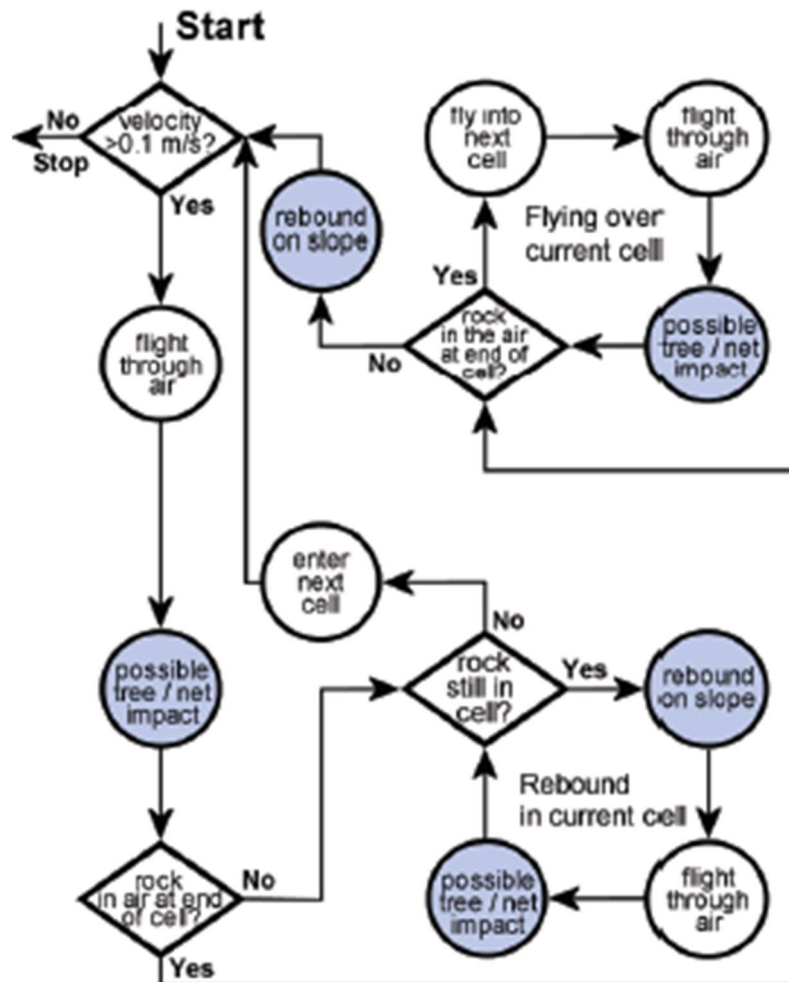 Start
velocity
>0.1 m/s?
No
Stop
Yes
rebound
on slope
fly into
next
cell
flight
through
air
Flying over
current cell
Yes
rock
in the air
at end of
cell?
No
possible
tree / net
impact
flight
through
air
enter
next
cell
No
possible
tree / net
impact
rock
still in
cell?
Yes
rebound
on slope
Rebound
in current cell
rock
in air at end
of cell?
No
possible
tree / net
impact
flight
through
air
Yes